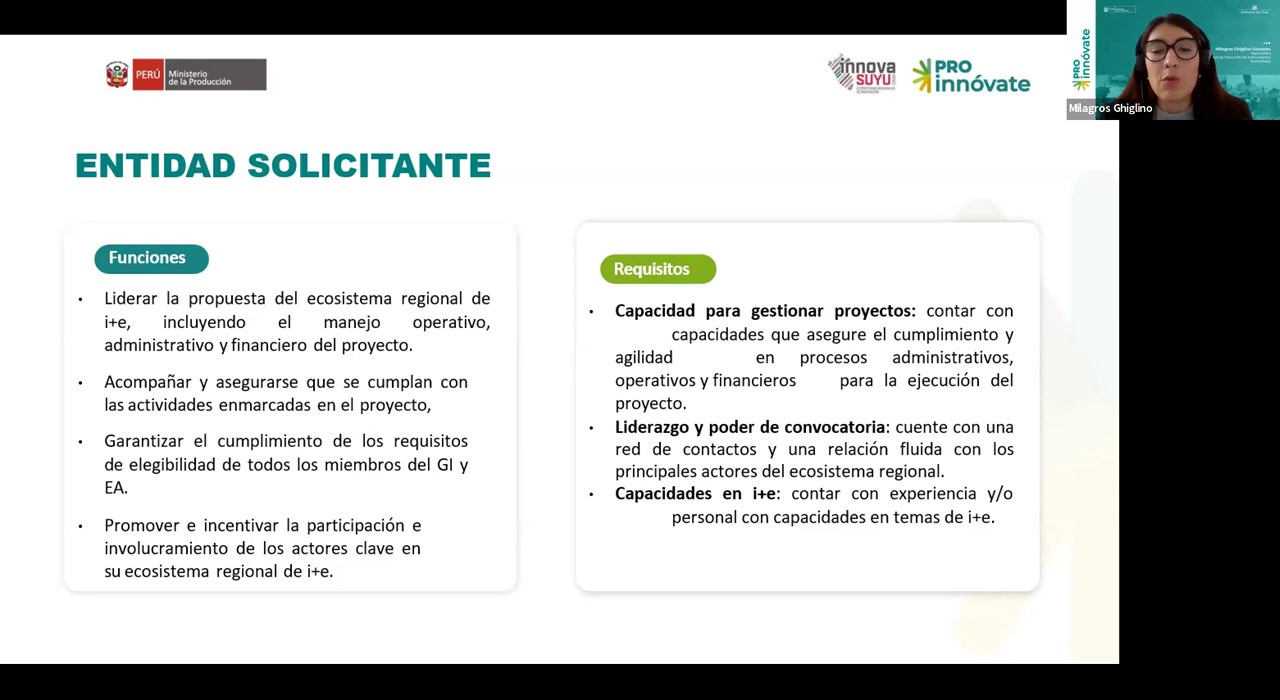 PERÚ
Ministerio
de la Producción
innova
SUYU
PRO
innóvate
ENTIDAD SOLICITANTE
Funciones
• Liderar la propuesta del ecosistema regional de
i+e, incluyendo el manejo operativo,
administrativo y financiero del proyecto.
• Acompañar y asegurarse que se cumplan con
las actividades enmarcadas en el proyecto,
• Garantizar el cumplimiento de los requisitos
de elegibilidad de todos los miembros del GI y
EA.
• Promover e incentivar la participación e
involucramiento de los actores clave en
su ecosistema regional de i+e.
Requisitos
• Capacidad para gestionar proyectos: contar con
capacidades que asegure el cumplimiento y
agilidad en procesos administrativos,
operativos y financieros para la ejecución del
proyecto.
• Liderazgo y poder de convocatoria: cuente con una
red de contactos y una relación fluida con los
principales actores del ecosistema regional.
• Capacidades en i+e: contar con experiencia y/o
personal con capacidades en temas de i+e.
PRO
innóvate
Milagros Ghiglino